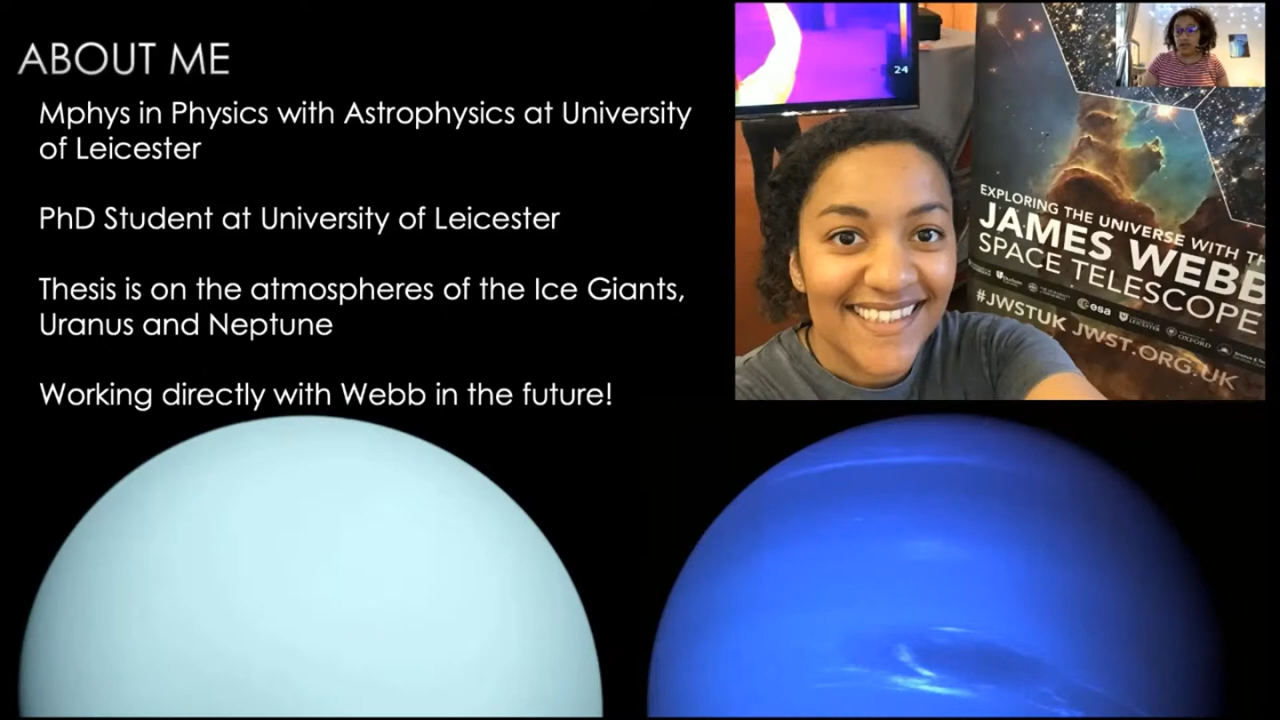 ABOUT ME
Mphys in Physics with Astrophysics at University
of Leicester
PhD Student at University of Leicester
Thesis is on the atmospheres of the Ice Giants,
Uranus and Neptune
Working directly with Webb in the future!
24
EXPLORING THE UNIVERSE WITH TH
JAMES WEBB
SPACE TELESCOPE
esa
OXFORD
#JWSTUK JWST.ORG.UK